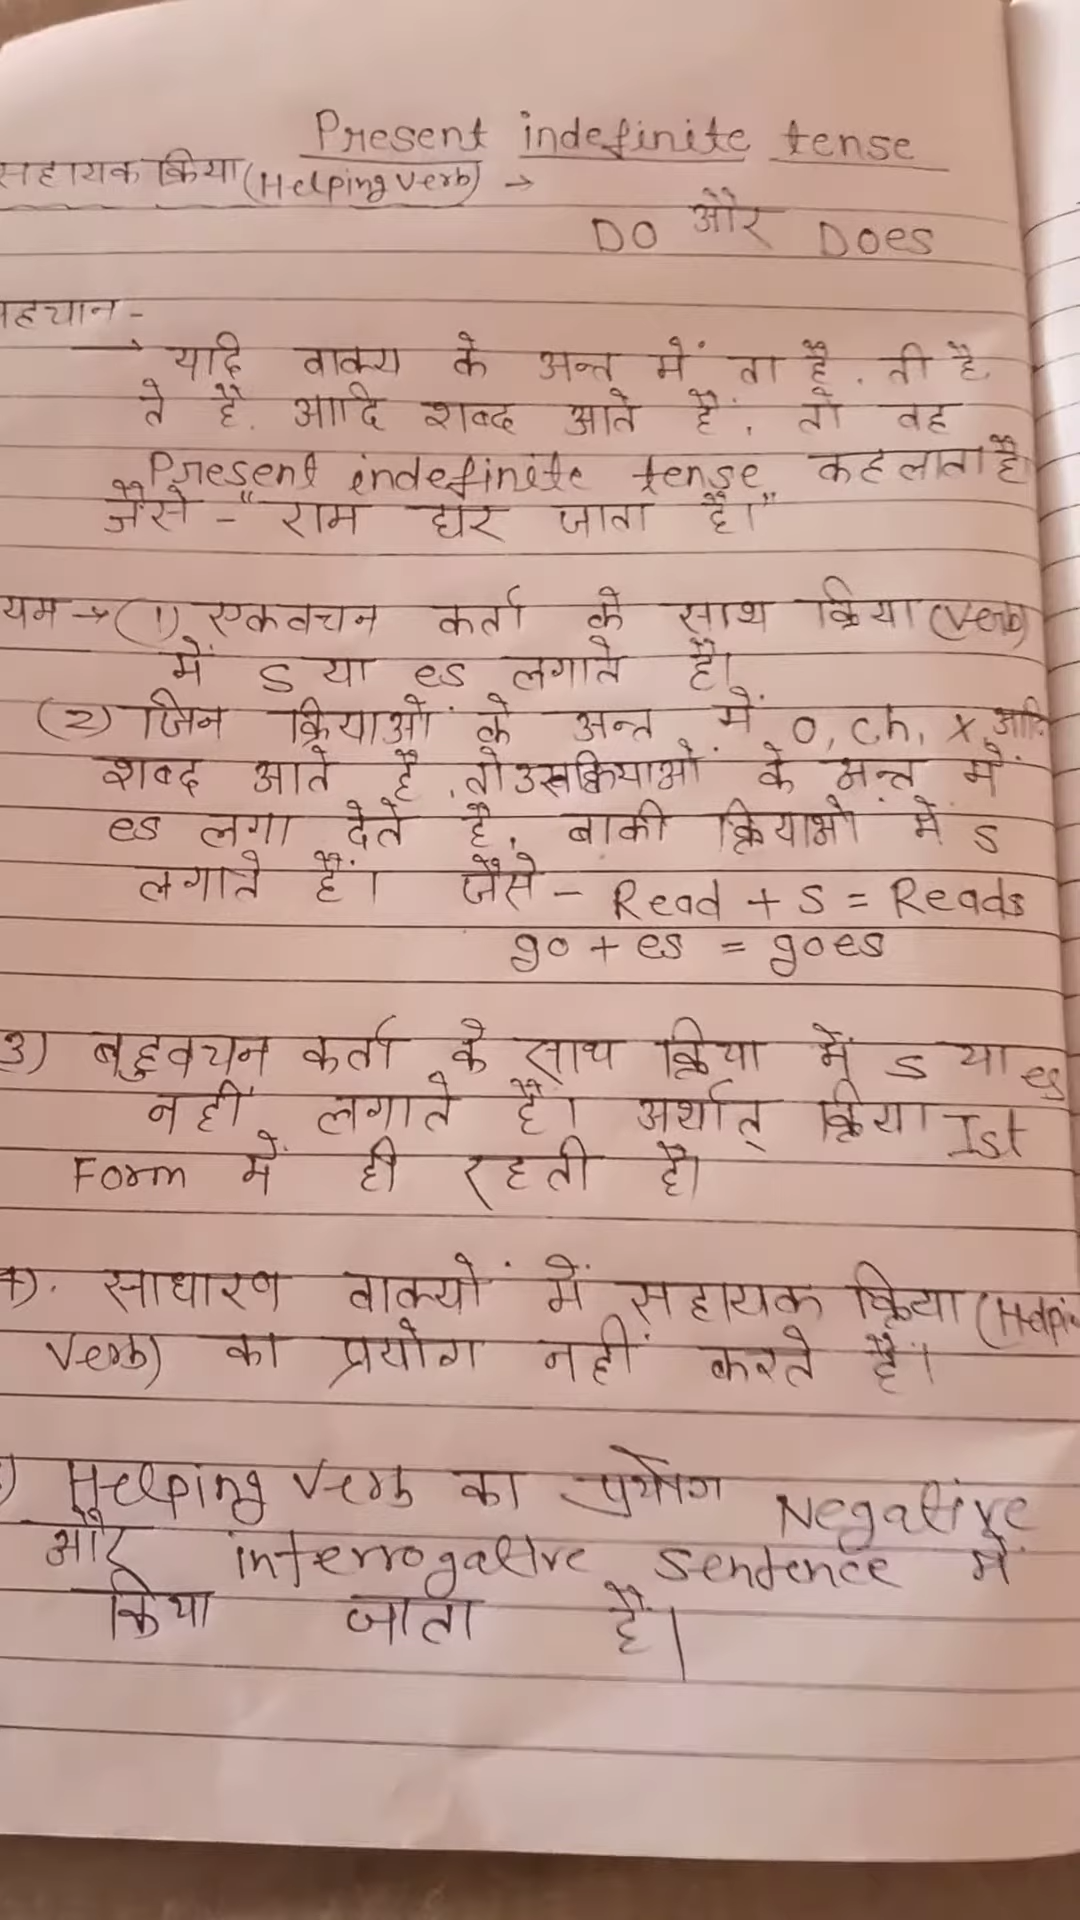 Present indefinite tense
सहायक क्रिया (Helping verb) →
DO और Does
पहचान -
→ यदि वाक्य के अन्त में ता है, ती है,
ते है. आदि शब्द आते हैं, तो वह
Present indefinite tense कहलाता है
जैसे - "राम घर जाता है।"
यम → (1) एकवचन कर्ता के साथ क्रिया (Verb)
में s या es लगाते है।
(2) जिन क्रियाओं के अन्त में o, ch, x आदि
शब्द आते है, तो उसक्रियाओं के अन्त में
es लगा देते है, बाकी क्रियाओ में s
लगाते हैं। जैसे - Read + s = Reads
go + es = goes
3) बहुवचन कर्ता के साथ क्रिया में s या es
नहीं लगाते हैं। अर्थात् क्रिया Ist
Form में ही रहती है।
4). साधारण वाक्यों में सहायक क्रिया (Helpin
Verb) का प्रयोग नहीं करते हैं।
) Helping Verb का प्रयोग Negative
और interrogative sentence में
किया जाता है।